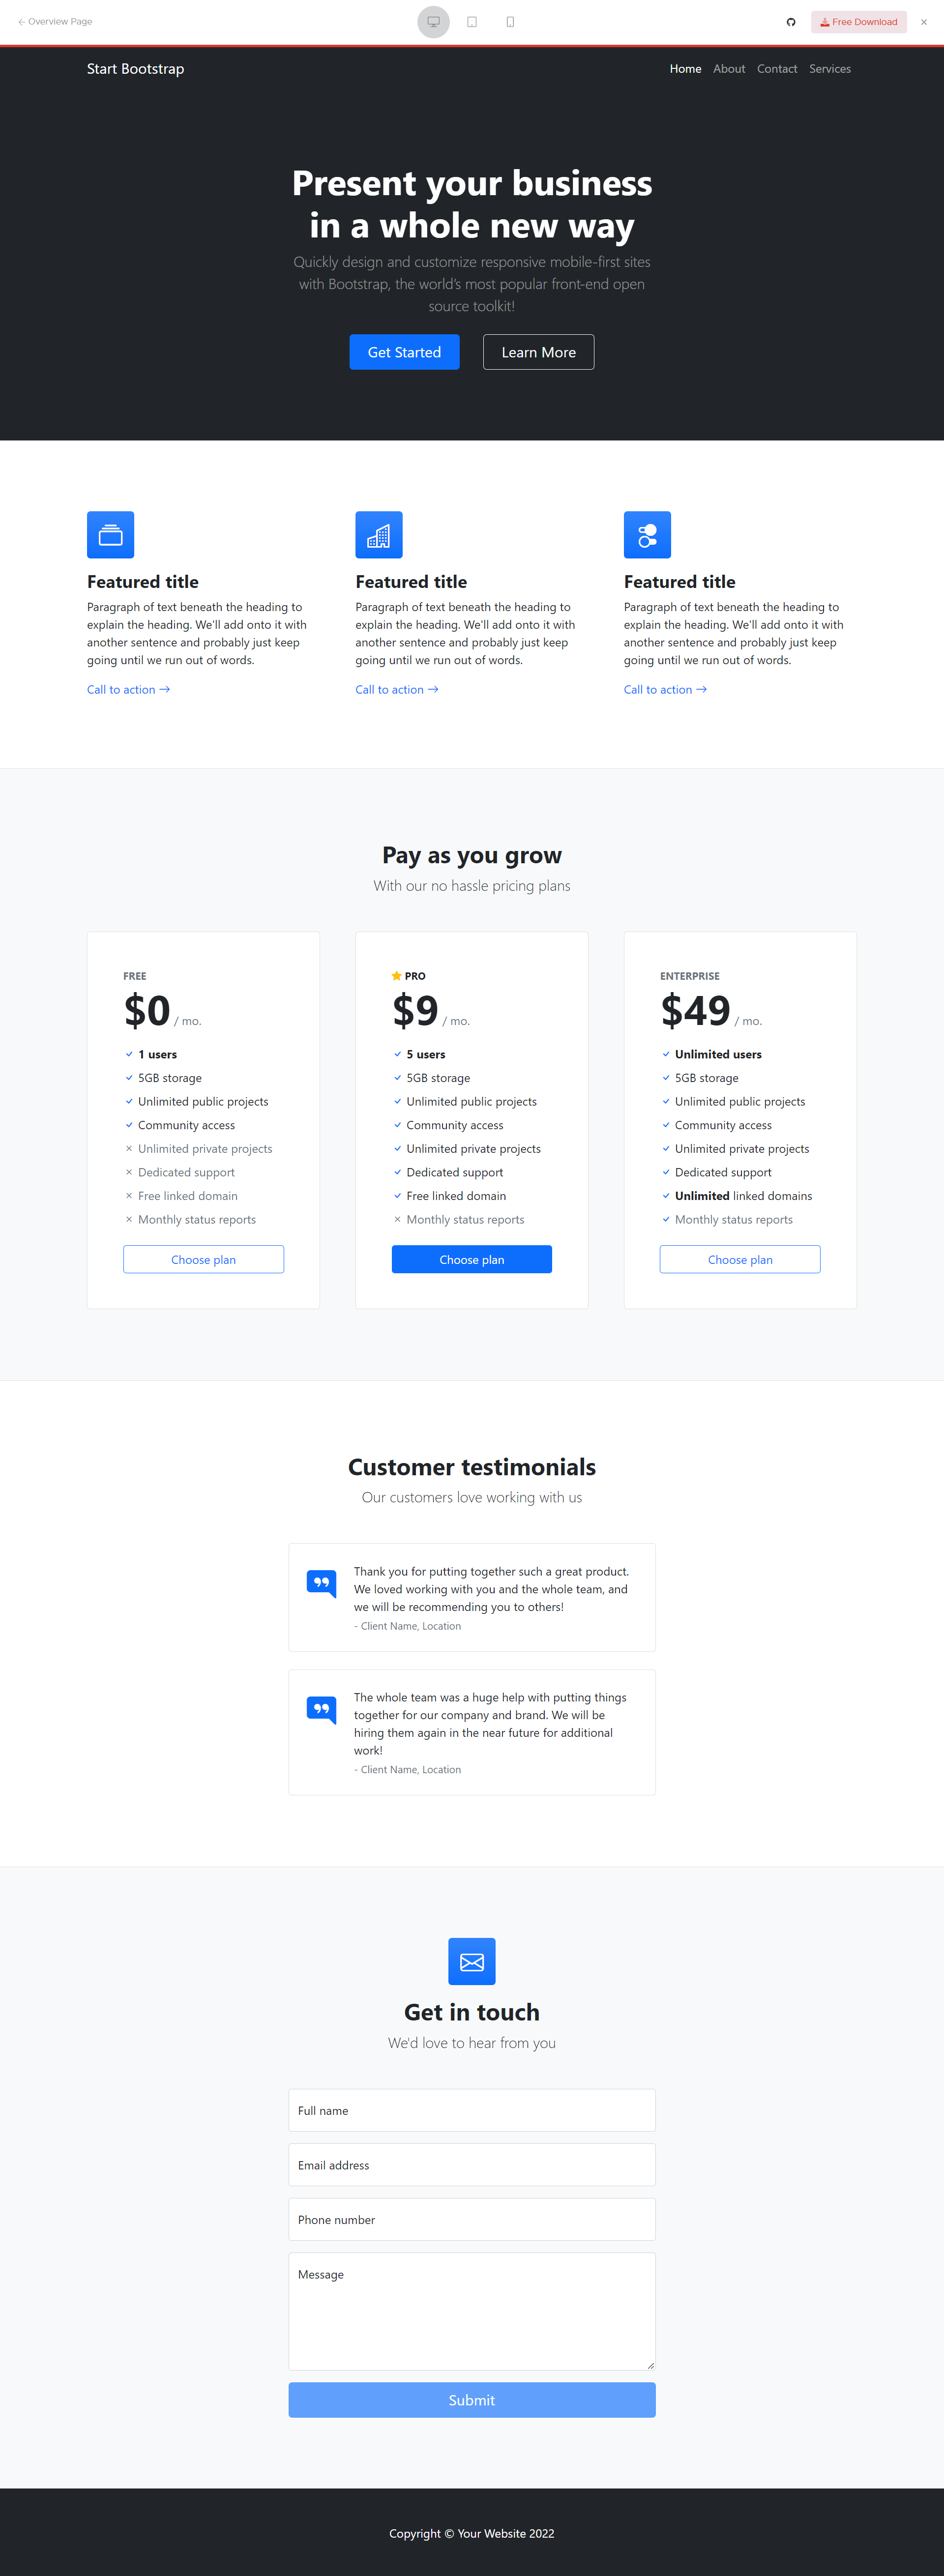 Overview Page
Free Download
Start Bootstrap
Home About Contact Services
Present your business
in a whole new way
Quickly design and customize responsive mobile-first sites
with Bootstrap, the world's most popular front-end open
source toolkit!
Get Started
Learn More
Featured title
Paragraph of text beneath the heading to
explain the heading. We'll add onto it with
another sentence and probably just keep
going until we run out of words.
Call to action
Featured title
Paragraph of text beneath the heading to
explain the heading. We'll add onto it with
another sentence and probably just keep
going until we run out of words.
Call to action
Featured title
Paragraph of text beneath the heading to
explain the heading. We'll add onto it with
another sentence and probably just keep
going until we run out of words.
Call to action
Pay as you grow
With our no hassle pricing plans
FREE
$0 / mo.
1 users
5GB storage
Unlimited public projects
Community access
Unlimited private projects
Dedicated support
Free linked domain
Monthly status reports
Choose plan
PRO
$9 / mo.
5 users
5GB storage
Unlimited public projects
Community access
Unlimited private projects
Dedicated support
Free linked domain
Monthly status reports
Choose plan
ENTERPRISE
$49 / mo.
Unlimited users
5GB storage
Unlimited public projects
Community access
Unlimited private projects
Dedicated support
Unlimited linked domains
Monthly status reports
Choose plan
Customer testimonials
Our customers love working with us
Thank you for putting together such a great product.
We loved working with you and the whole team, and
we will be recommending you to others!
- Client Name, Location
The whole team was a huge help with putting things
together for our company and brand. We will be
hiring them again in the near future for additional
work!
- Client Name, Location
Get in touch
We'd love to hear from you
Full name
Email address
Phone number
Message
Submit
Copyright © Your Website 2022